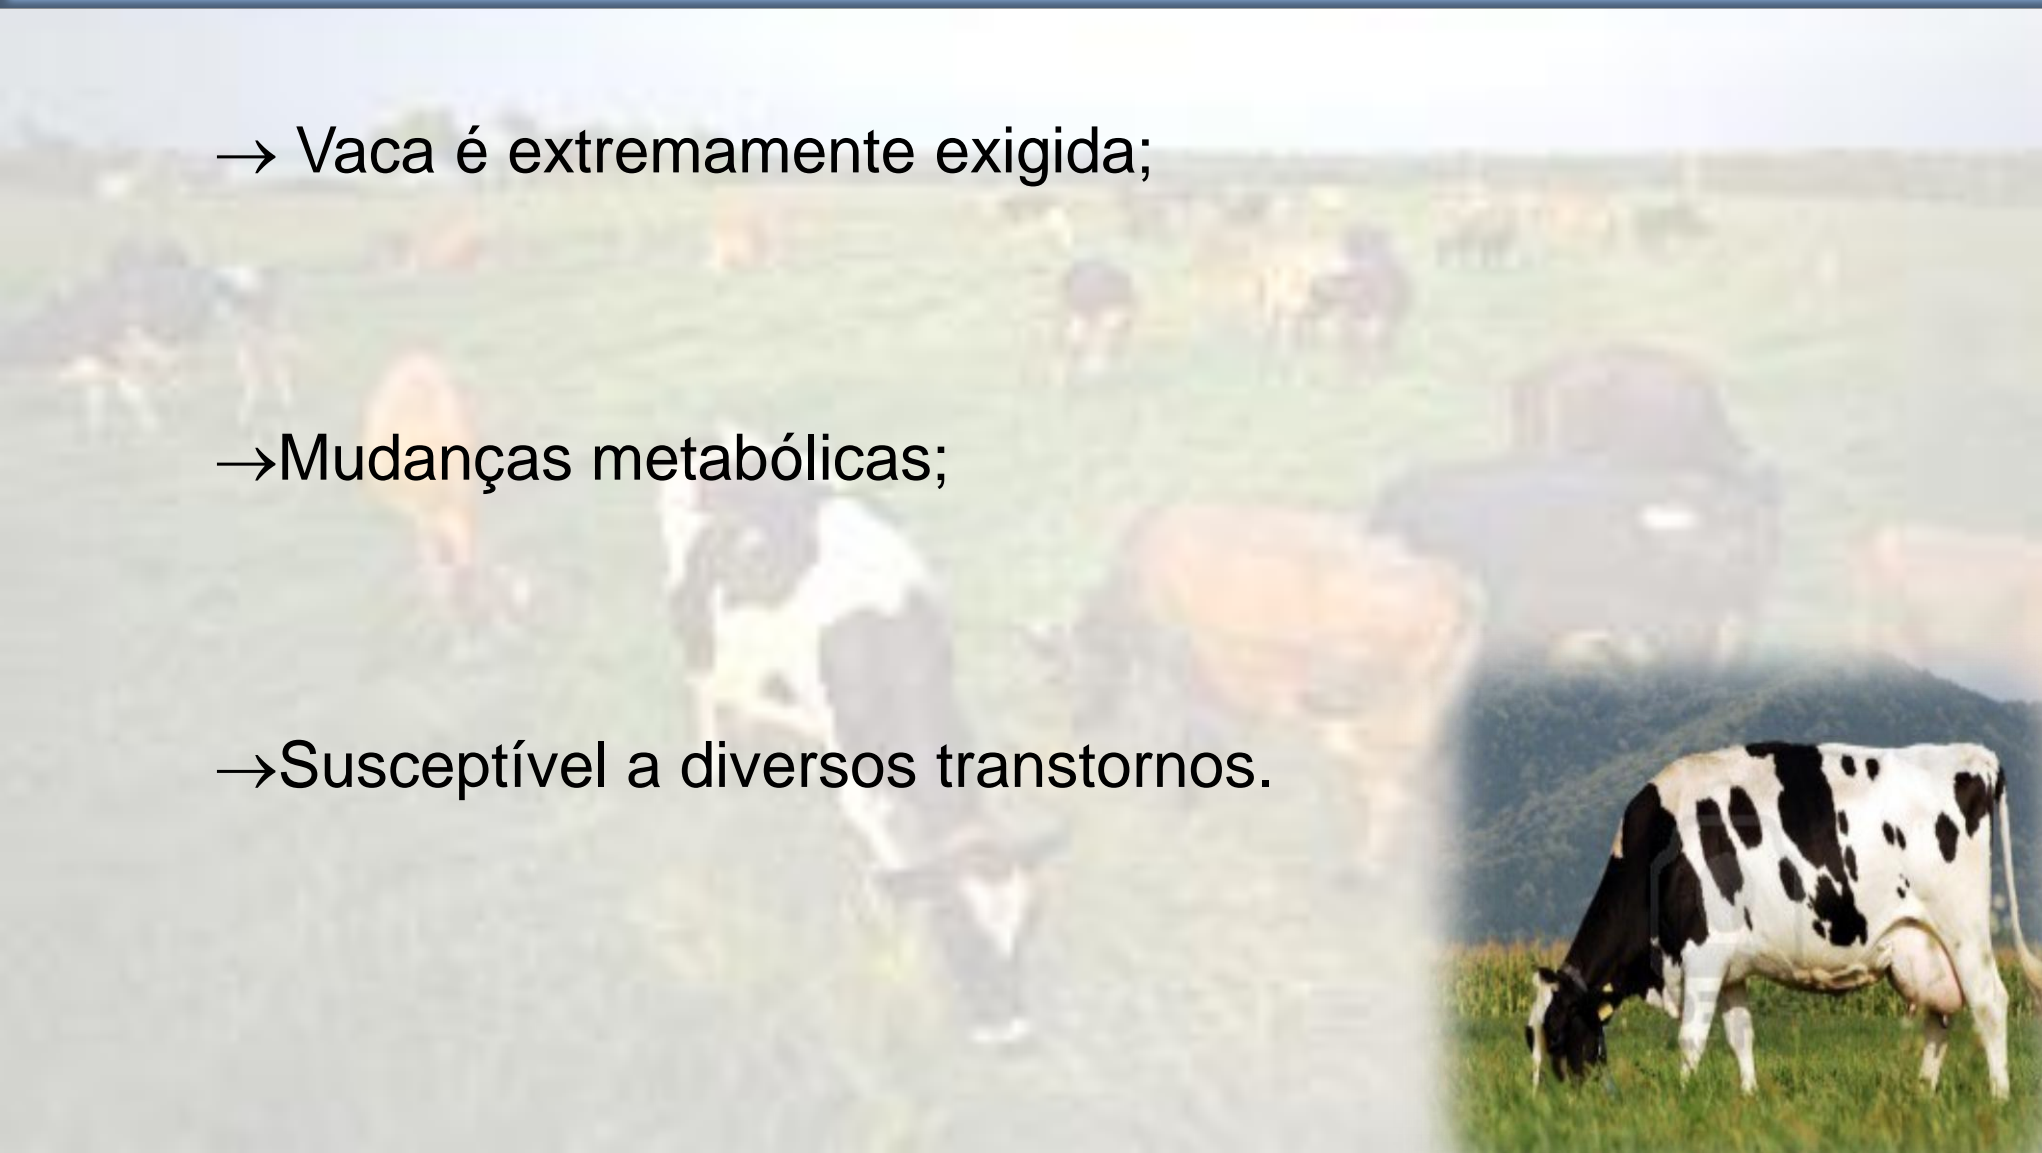 → Vaca é extremamente exigida;
→Mudanças metabólicas;
→Susceptível a diversos transtornos.